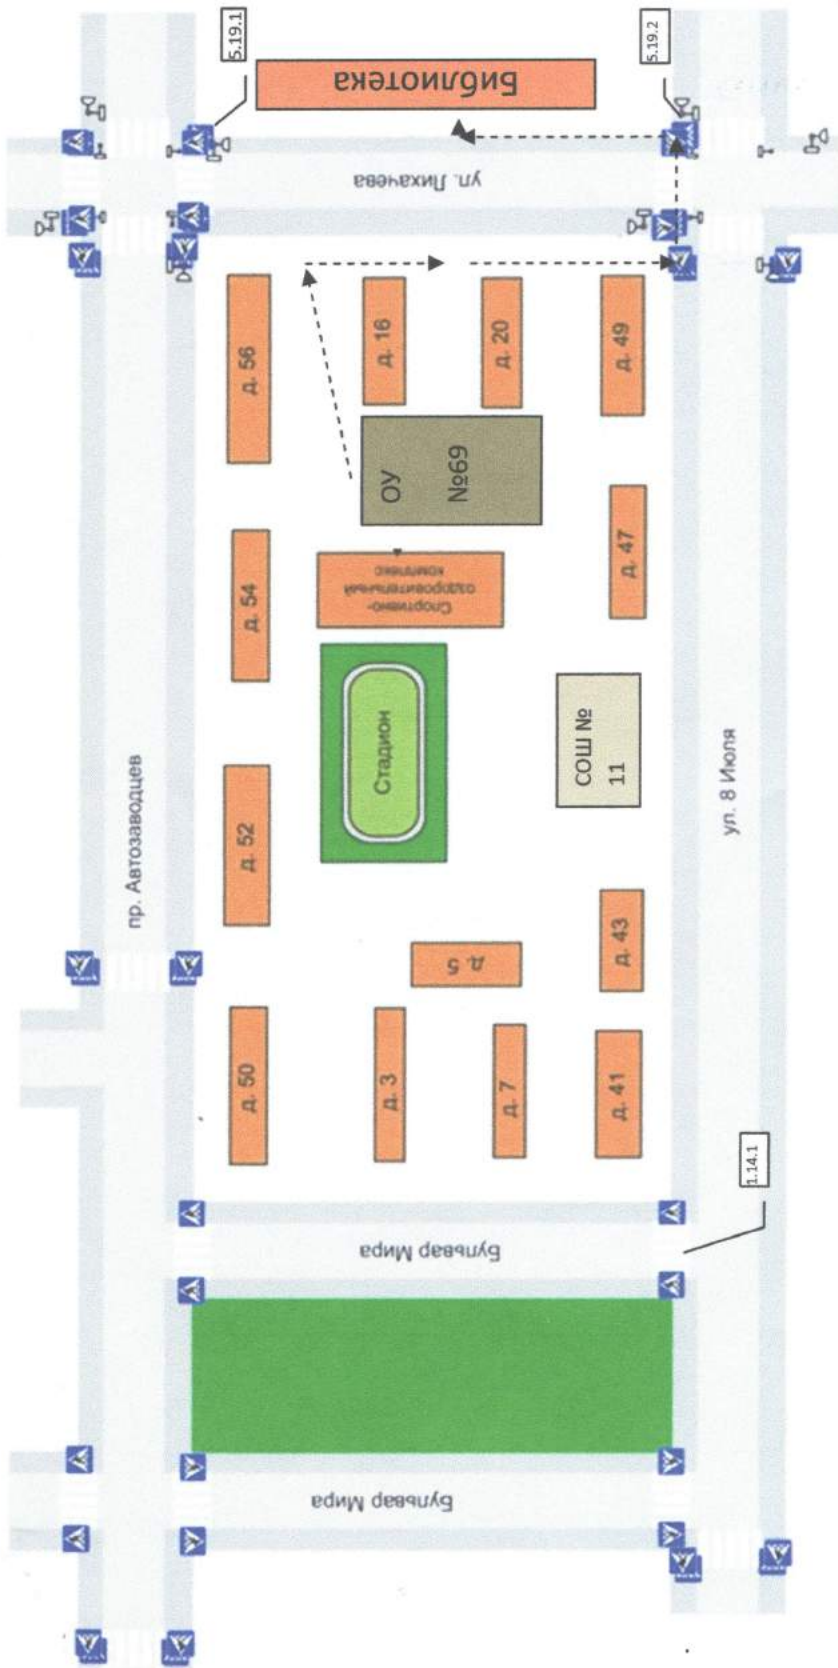 5.19.1
5.19.2
Библиотека
ул. Лихачева
пр. Автозаводцев
д. 50
д. 52
д. 54
д. 56
д. 3
д. 5
д. 7
д. 16
д. 20
Стадион
Спортивно-
оздоровительный
комплекс
ОУ
№69
СОШ №
11
д. 41
д. 43
д. 47
д. 49
ул. 8 Июля
Бульвар Мира
Бульвар Мира
1.14.1